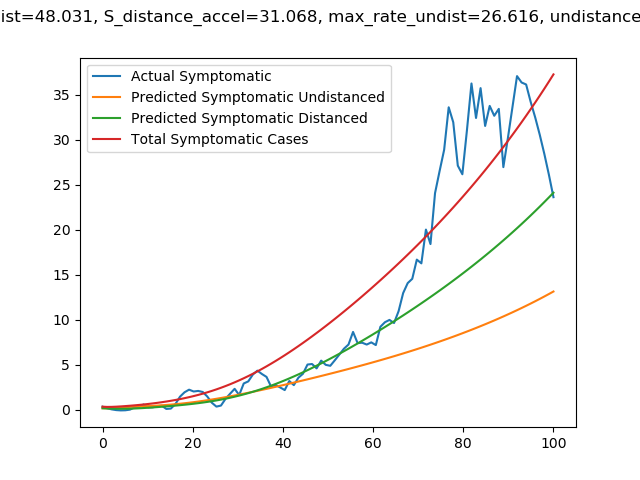 ist=48.031, S_distance_accel=31.068, max_rate_undist=26.616, undistance
Actual Symptomatic
Predicted Symptomatic Undistanced
Predicted Symptomatic Distanced
Total Symptomatic Cases
35
30
25
20
15
10
5
0
0 20 40 60 80 100